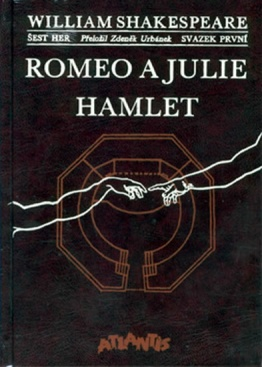 WILLIAM SHAKESPEARE
ŠEST HER Přeložil Zdeněk Urbánek SVAZEK PRVNÍ
ROMEO A JULIE
HAMLET
ATLANTIS